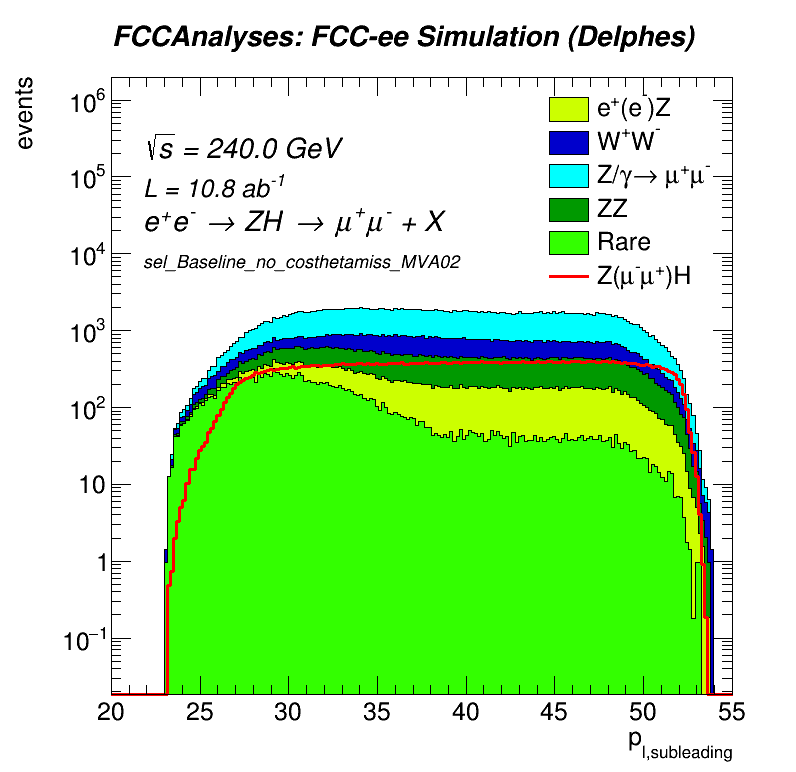 FCCAnalyses: FCC-ee Simulation (Delphes)
events
10⁶
10⁵
10⁴
10³
10²
10
1
10⁻¹
√s = 240.0 GeV
L = 10.8 ab⁻¹
e⁺e⁻ → ZH → μ⁺μ⁻ + X
sel_Baseline_no_costhetamiss_MVA02
e⁺(e⁻)Z
W⁺W⁻
Z/γ→ μ⁺μ⁻
ZZ
Rare
Z(μ⁻μ⁺)H
20 25 30 35 40 45 50 55
p_l,subleading